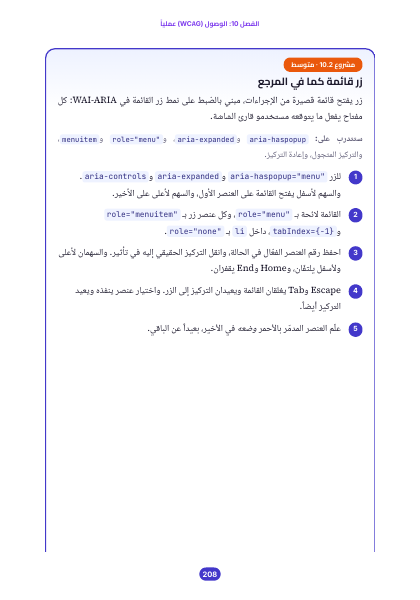 الفصل 10: الوصول (WCAG) عملياً
مشروع 10.2 · متوسط
زر قائمة كما في المرجع
زر يفتح قائمة قصيرة من الإجراءات، مبني بالضبط على نمط زر القائمة في WAI-ARIA: كل
مفتاح يفعل ما يتوقعه مستخدمو قارئ الشاشة.
ستتدرب على: aria-haspopup و aria-expanded، و role="menu" و menuitem،
والتركيز المتجول، وإعادة التركيز.
1 للزر aria-haspopup="menu" و aria-expanded و aria-controls.
والسهم لأسفل يفتح القائمة على العنصر الأول، والسهم لأعلى على الأخير.
2 القائمة لائحة بـ role="menu"، وكل عنصر زر بـ role="menuitem"
و tabIndex={-1}، داخل li بـ role="none".
3 احفظ رقم العنصر الفعّال في الحالة، وانقل التركيز الحقيقي إليه في تأثير. والسهمان لأعلى
ولأسفل يلتفّان، وHome وEnd يقفزان.
4 Escape وTab يغلقان القائمة ويعيدان التركيز إلى الزر. واختيار عنصر ينفذه ويعيد
التركيز أيضاً.
5 علّم العنصر المدمّر بالأحمر وضعه في الأخير، بعيداً عن الباقي.
208